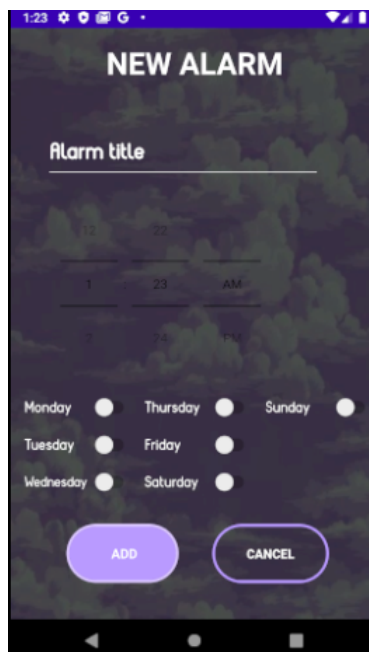 1:23 G
NEW ALARM
Alarm title
12 22
1 23 AM
2 24 PM
Monday Thursday Sunday
Tuesday Friday
Wednesday Saturday
ADD CANCEL